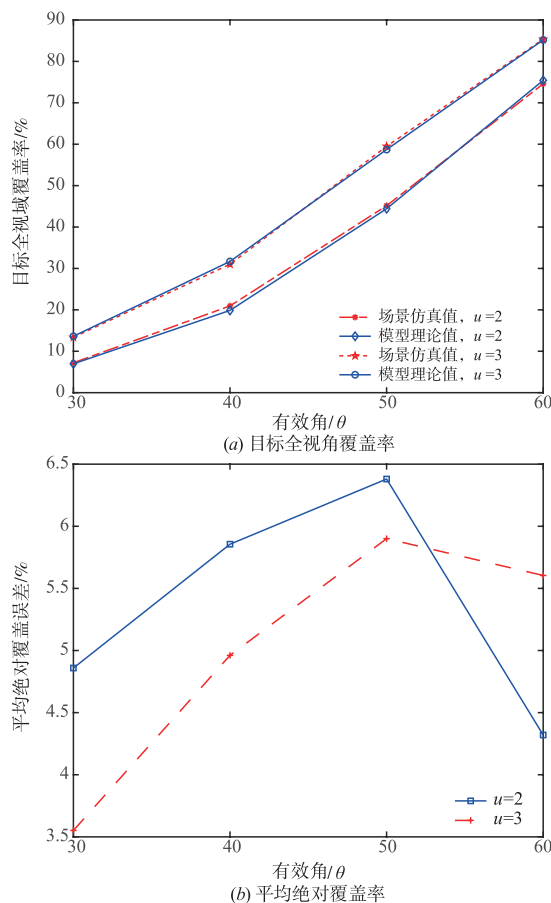 90
80
70
60
50
40
30
20
10
0
目标全视域覆盖率/%
场景仿真值，u=2
模型理论值，u=2
场景仿真值，u=3
模型理论值，u=3
30 40 50 60
有效角/θ
(a) 目标全视角覆盖率
6.5
6
5.5
5
4.5
4
3.5
平均绝对覆盖误差/%
u=2
u=3
30 40 50 60
有效角/θ
(b) 平均绝对覆盖率